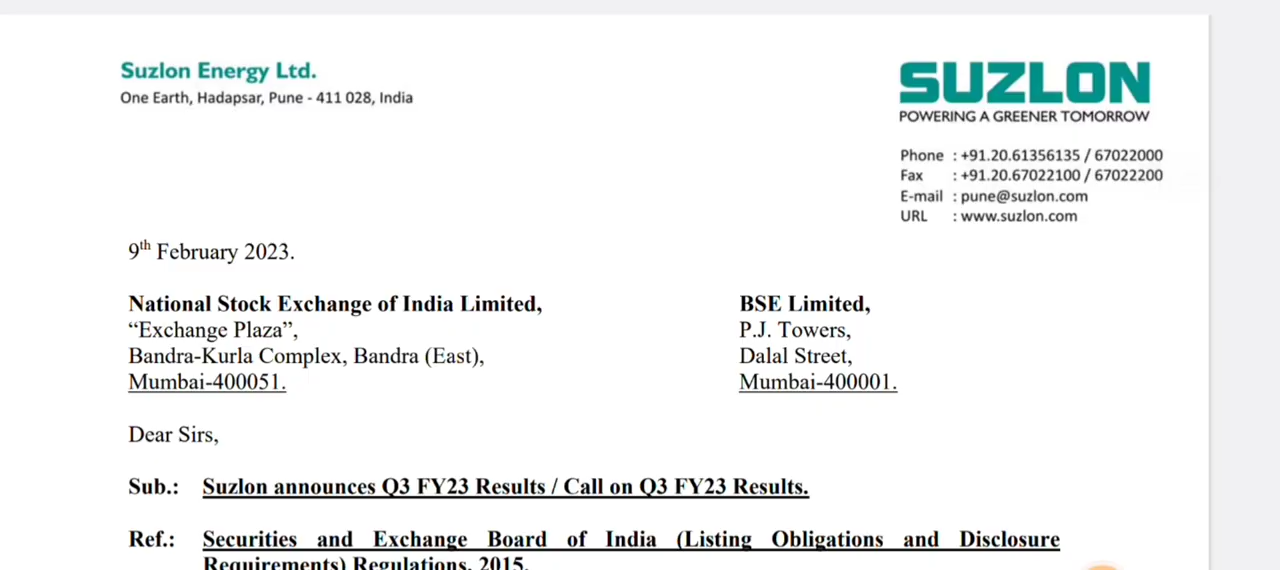 Suzlon Energy Ltd.
One Earth, Hadapsar, Pune - 411 028, India
SUZLON
POWERING A GREENER TOMORROW
Phone : +91.20.61356135 / 67022000
Fax : +91.20.67022100 / 67022200
E-mail : pune@suzlon.com
URL : www.suzlon.com
9th February 2023.
National Stock Exchange of India Limited,
“Exchange Plaza”,
Bandra-Kurla Complex, Bandra (East),
Mumbai-400051.
BSE Limited,
P.J. Towers,
Dalal Street,
Mumbai-400001.
Dear Sirs,
Sub.: Suzlon announces Q3 FY23 Results / Call on Q3 FY23 Results.
Ref.: Securities and Exchange Board of India (Listing Obligations and Disclosure
Requirements) Regulations, 2015.